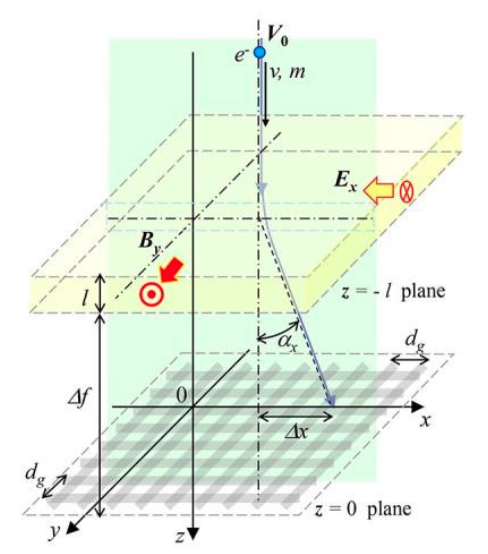 V₀
e⁻
v, m
Eₓ
B_y
l
z = - l plane
αₓ
d_g
Δf
0
x
Δx
d_g
z = 0 plane
y
z